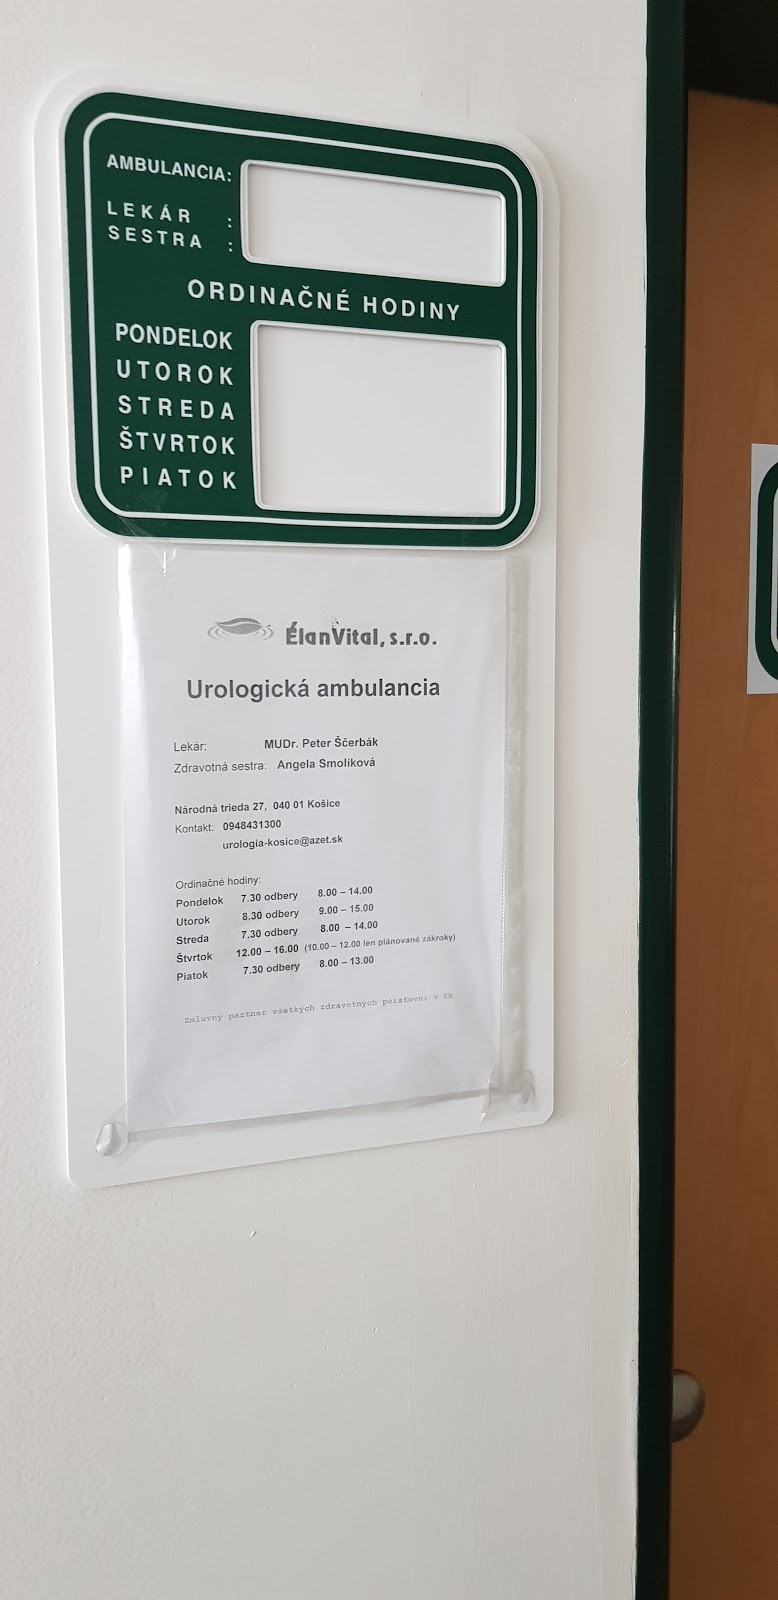 AMBULANCIA:
LEKÁR :
SESTRA :
ORDINAČNÉ HODINY
PONDELOK
UTOROK
STREDA
ŠTVRTOK
PIATOK
ÉlanVital, s.r.o.
Urologická ambulancia
Lekár: MUDr. Peter Ščerbák
Zdravotná sestra: Angela Smolíková
Národná trieda 27, 040 01 Košice
Kontakt: 0948431300
urologia-kosice@azet.sk
Ordinačné hodiny:
Pondelok 7.30 odbery 8.00 – 14.00
Utorok 8.30 odbery 9.00 – 15.00
Streda 7.30 odbery 8.00 – 14.00
Štvrtok 12.00 – 16.00 (10.00 – 12.00 len plánované zákroky)
Piatok 7.30 odbery 8.00 – 13.00
Zmluvný partner všetkých zdravotných poisťovní v SR